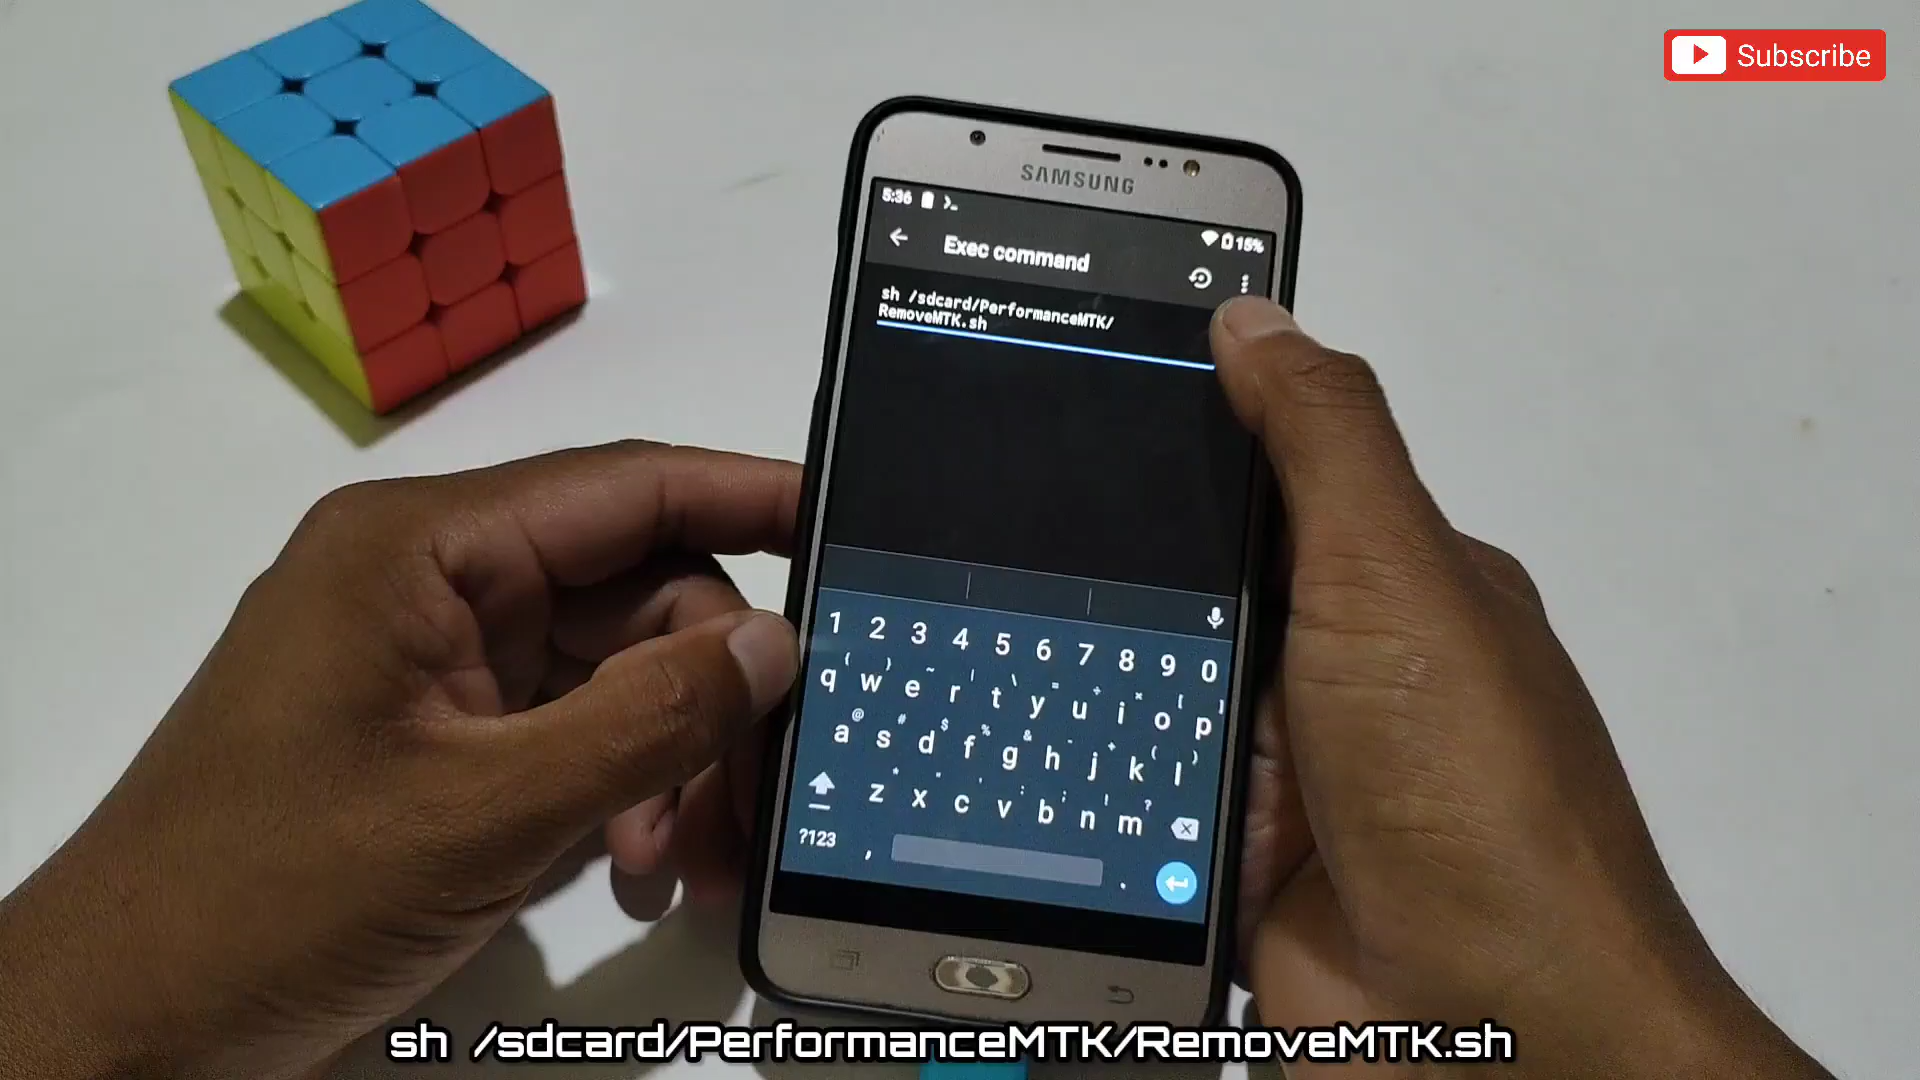 Subscribe
SAMSUNG
5:36
15%
Exec command
sh /sdcard/PerformanceMTK/
RemoveMTK.sh
1 2 3 4 5 6 7 8 9 0
q w e r t y u i o p
a s d f g h j k l
z x c v b n m
?123 , .
sh /sdcard/PerformanceMTK/RemoveMTK.sh